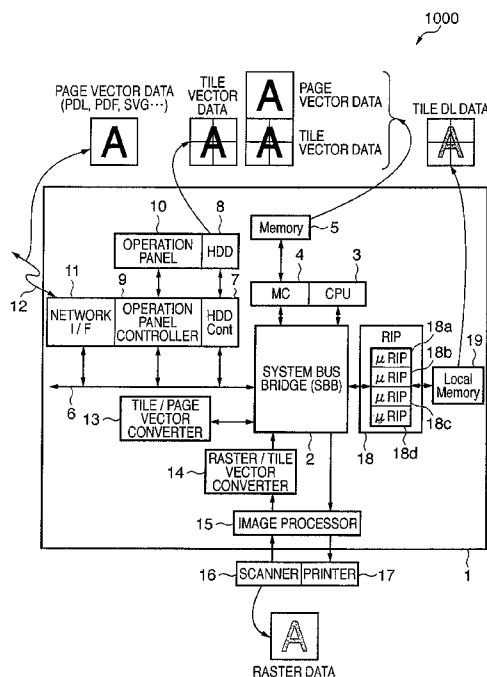 1000
PAGE VECTOR DATA
(PDL, PDF, SVG···)
A
TILE
VECTOR
DATA
A
A
PAGE
VECTOR DATA
A
TILE
VECTOR DATA
TILE DL DATA
A
10
8
OPERATION
PANEL
HDD
Memory
5
4
3
MC
CPU
11
9
7
NETWORK
I/F
OPERATION
PANEL
CONTROLLER
HDD
Cont
12
6
SYSTEM BUS
BRIDGE (SBB)
2
RIP
18a
μ RIP
18b
μ RIP
μ RIP
18c
μ RIP
18d
18
19
Local
Memory
13
TILE / PAGE
VECTOR
CONVERTER
14
RASTER / TILE
VECTOR
CONVERTER
15
IMAGE PROCESSOR
16
SCANNER
PRINTER
17
1
A
RASTER DATA